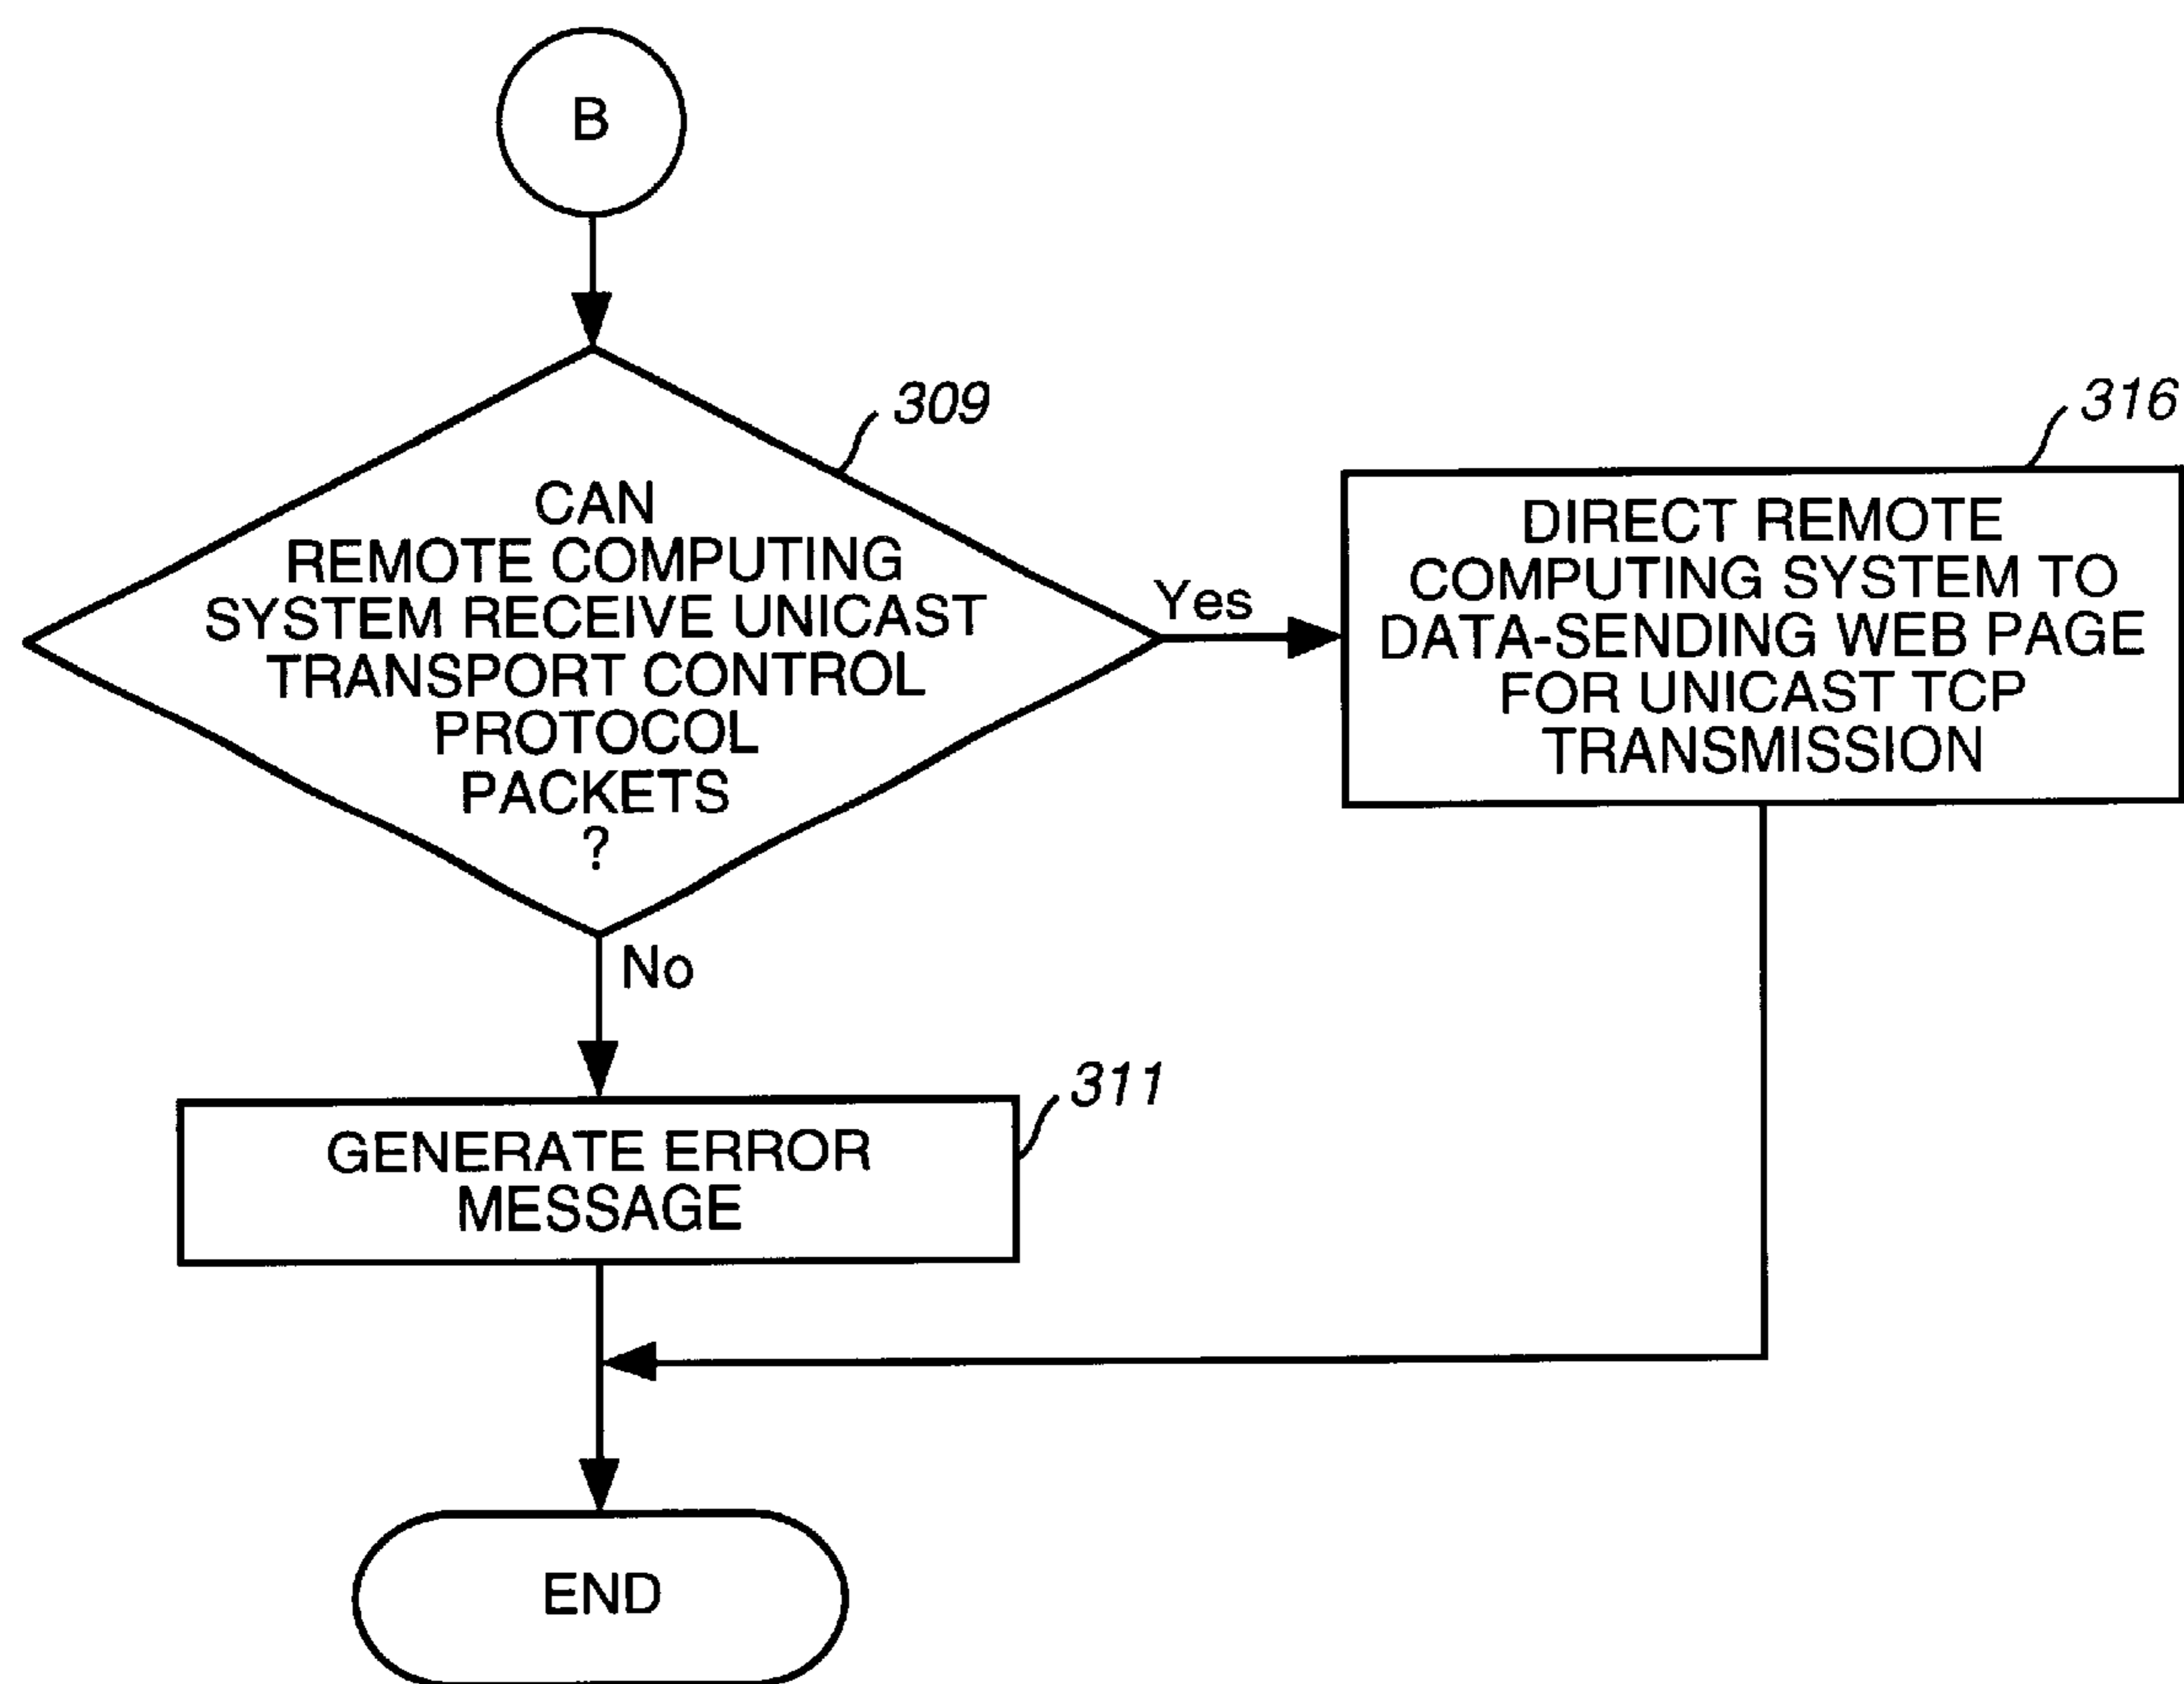 B
309
CAN
REMOTE COMPUTING
SYSTEM RECEIVE UNICAST
TRANSPORT CONTROL
PROTOCOL
PACKETS
?
Yes
316
DIRECT REMOTE
COMPUTING SYSTEM TO
DATA-SENDING WEB PAGE
FOR UNICAST TCP
TRANSMISSION
No
311
GENERATE ERROR
MESSAGE
END